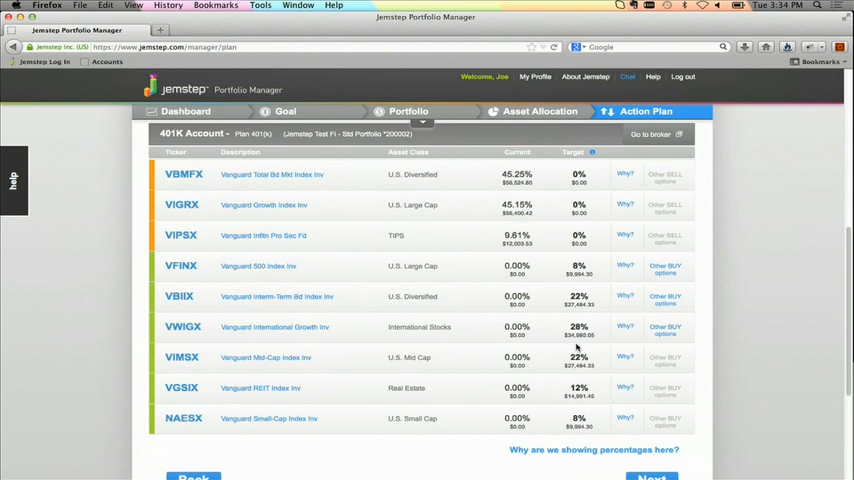 Firefox File Edit View History Bookmarks Tools Window Help Tue 3:34 PM
Jemstep Portfolio Manager
Jemstep Portfolio Manager
Jemstep Inc. (US) https://www.jemstep.com/manager/plan Google
Jemstep Log In Accounts Bookmarks
Welcome, Joe My Profile About Jemstep Chat Help Log out
jemstep Portfolio Manager
Dashboard Goal Portfolio Asset Allocation Action Plan
401K Account - Plan 401(k) (Jemstep Test FI - Std Portfolio *200002) Go to broker
Ticker Description Asset Class Current Target
VBMFX Vanguard Total Bd Mkt Index Inv U.S. Diversified 45.25% 0% Why? Other SELL
$56,524.80 $0.00 options
VIGRX Vanguard Growth Index Inv U.S. Large Cap 45.15% 0% Why? Other SELL
$56,400.42 $0.00 options
VIPSX Vanguard Infltn Pro Sec Fd TIPS 9.61% 0% Why? Other SELL
$12,003.53 $0.00 options
VFINX Vanguard 500 Index Inv U.S. Large Cap 0.00% 8% Why? Other BUY
$0.00 $9,994.30 options
VBIIX Vanguard Interm-Term Bd Index Inv U.S. Diversified 0.00% 22% Why? Other BUY
$0.00 $27,484.33 options
VWIGX Vanguard International Growth Inv International Stocks 0.00% 28% Why? Other BUY
$0.00 $34,980.05 options
VIMSX Vanguard Mid-Cap Index Inv U.S. Mid Cap 0.00% 22% Why? Other BUY
$0.00 $27,484.33 options
VGSIX Vanguard REIT Index Inv Real Estate 0.00% 12% Why? Other BUY
$0.00 $14,991.45 options
NAESX Vanguard Small-Cap Index Inv U.S. Small Cap 0.00% 8% Why? Other BUY
$0.00 $9,994.30 options
Why are we showing percentages here?
Back Next
help